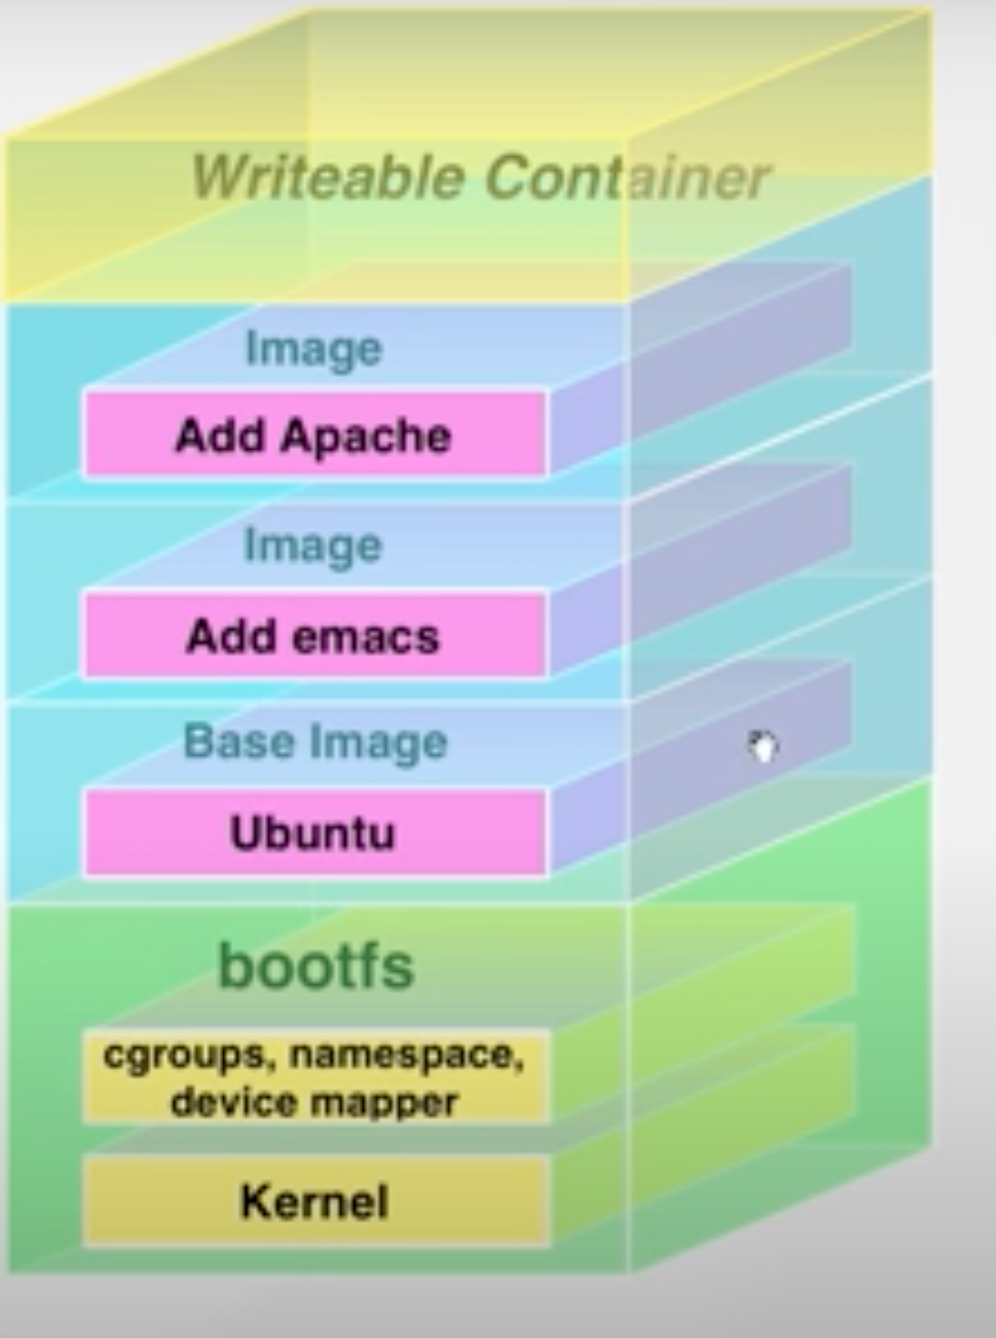 Writeable Container
Image
Add Apache
Image
Add emacs
Base Image
Ubuntu
bootfs
cgroups, namespace,
device mapper
Kernel